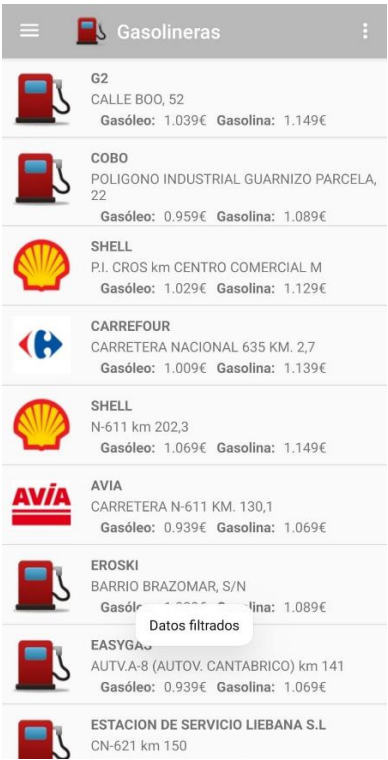 Gasolineras
G2
CALLE BOO, 52
Gasóleo: 1.039€ Gasolina: 1.149€
COBO
POLIGONO INDUSTRIAL GUARNIZO PARCELA,
22
Gasóleo: 0.959€ Gasolina: 1.089€
SHELL
P.I. CROS km CENTRO COMERCIAL M
Gasóleo: 1.029€ Gasolina: 1.129€
CARREFOUR
CARRETERA NACIONAL 635 KM. 2,7
Gasóleo: 1.009€ Gasolina: 1.139€
SHELL
N-611 km 202,3
Gasóleo: 1.069€ Gasolina: 1.149€
AVIA
AVIA
CARRETERA N-611 KM. 130,1
Gasóleo: 0.939€ Gasolina: 1.069€
EROSKI
BARRIO BRAZOMAR, S/N
1.089€
Datos filtrados
EASYGAS
AUTV.A-8 (AUTOV. CANTABRICO) km 141
Gasóleo: 0.939€ Gasolina: 1.069€
ESTACION DE SERVICIO LIEBANA S.L
CN-621 km 150